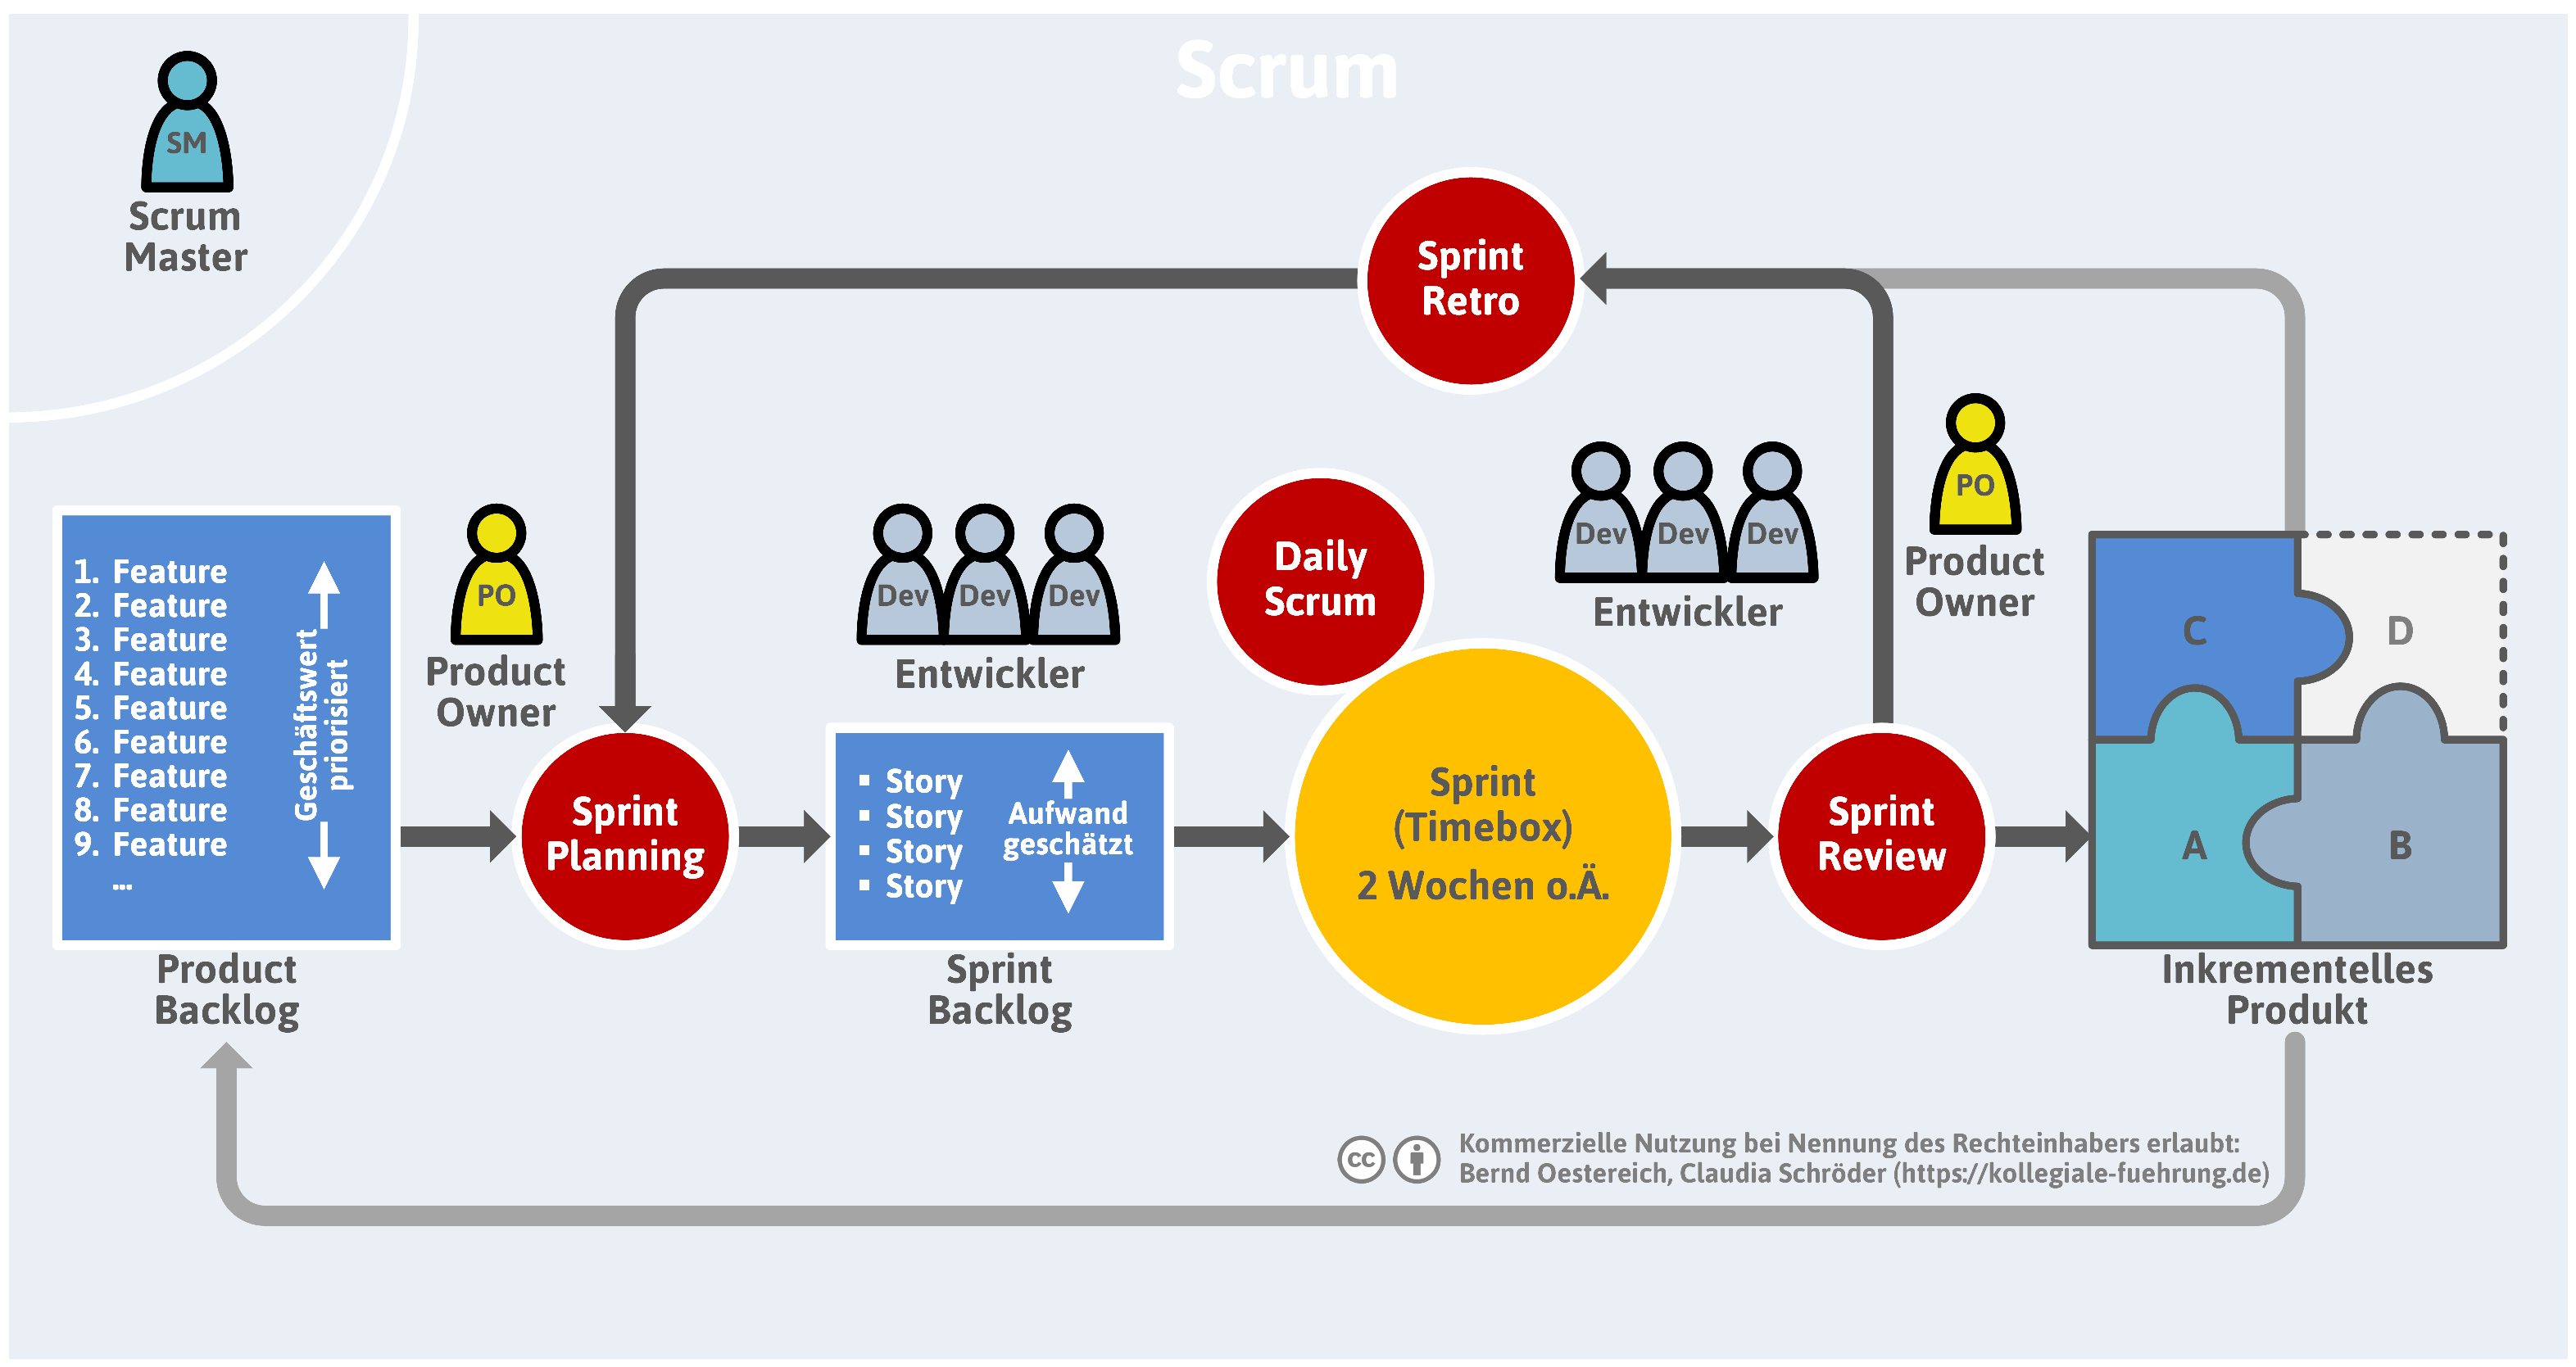 Scrum
SM
Scrum
Master
Sprint
Retro
1. Feature
2. Feature
3. Feature
4. Feature
5. Feature
6. Feature
7. Feature
8. Feature
9. Feature
...
Geschäftswert
priorisiert
Product
Backlog
PO
Product
Owner
Sprint
Planning
Dev Dev Dev
Entwickler
▪ Story
▪ Story
▪ Story
▪ Story
Aufwand
geschätzt
Sprint
Backlog
Daily
Scrum
Sprint
(Timebox)
2 Wochen o.Ä.
Dev Dev Dev
Entwickler
PO
Product
Owner
Sprint
Review
C D
A B
Inkrementelles
Produkt
cc
Kommerzielle Nutzung bei Nennung des Rechteinhabers erlaubt:
Bernd Oestereich, Claudia Schröder (https://kollegiale-fuehrung.de)